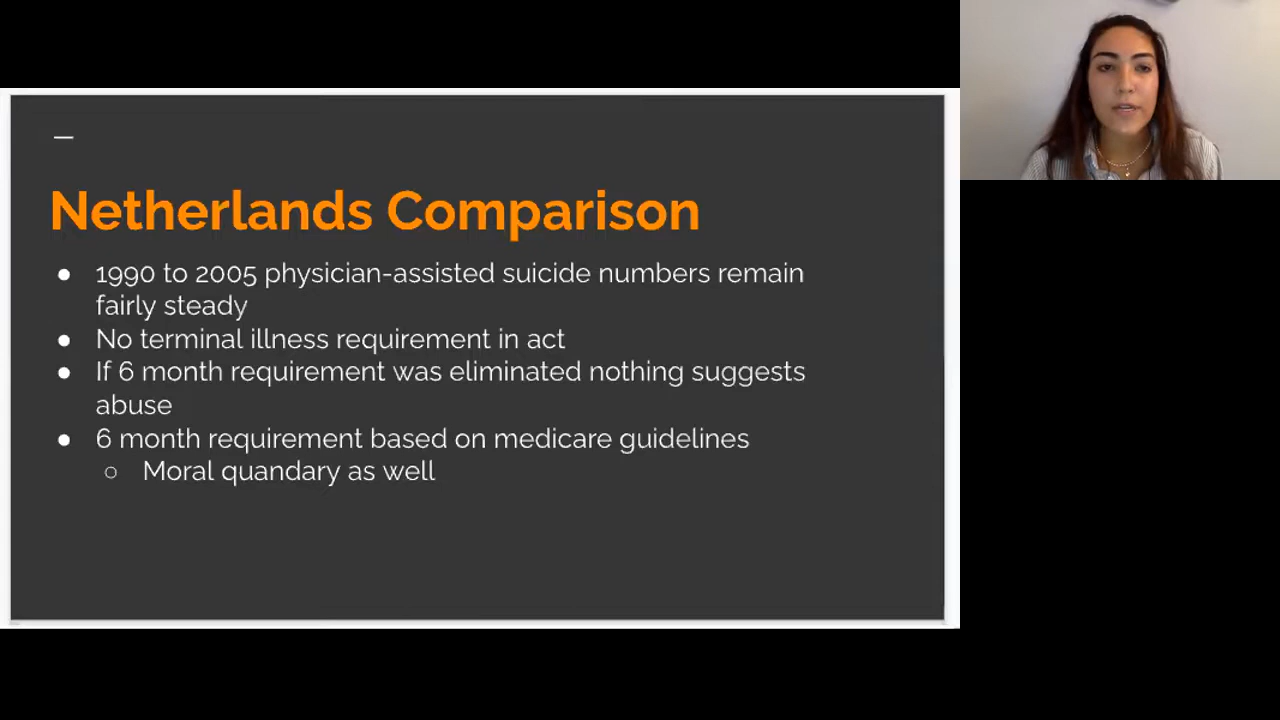 Netherlands Comparison
● 1990 to 2005 physician-assisted suicide numbers remain
fairly steady
● No terminal illness requirement in act
● If 6 month requirement was eliminated nothing suggests
abuse
● 6 month requirement based on medicare guidelines
○ Moral quandary as well